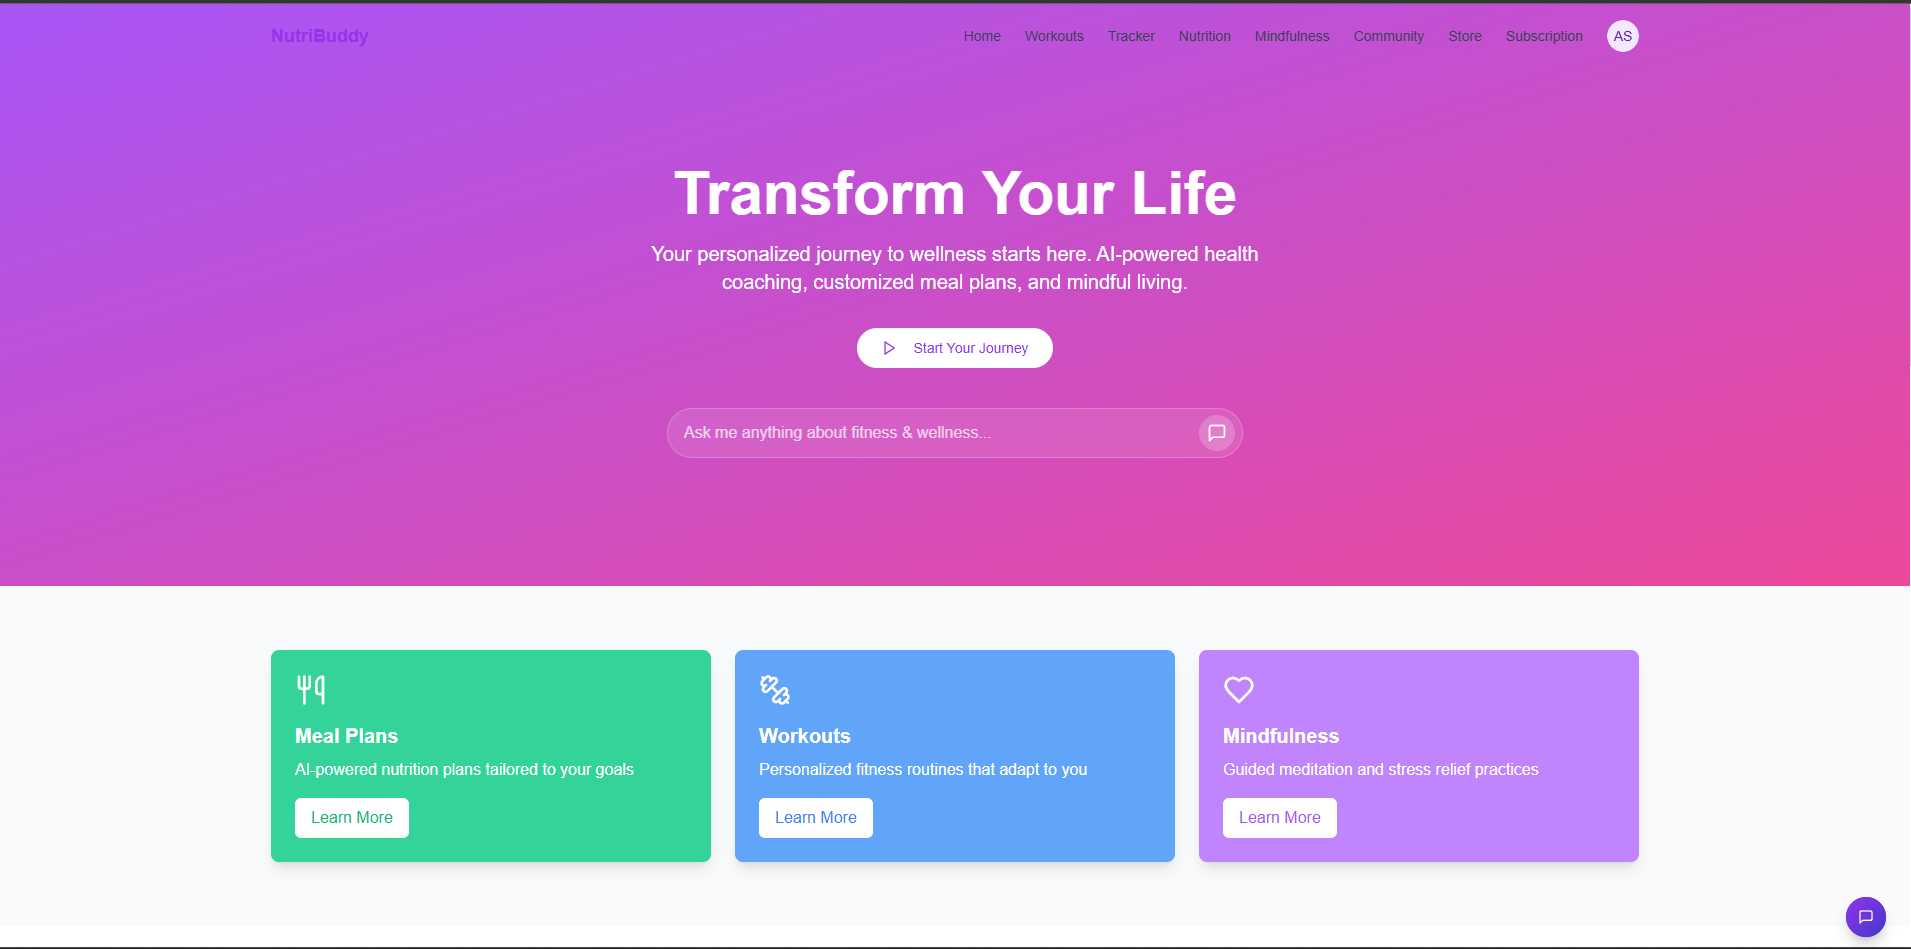 NutriBuddy
Home Workouts Tracker Nutrition Mindfulness Community Store Subscription AS
Transform Your Life
Your personalized journey to wellness starts here. AI-powered health
coaching, customized meal plans, and mindful living.
Start Your Journey
Ask me anything about fitness & wellness...
Meal Plans
AI-powered nutrition plans tailored to your goals
Learn More
Workouts
Personalized fitness routines that adapt to you
Learn More
Mindfulness
Guided meditation and stress relief practices
Learn More